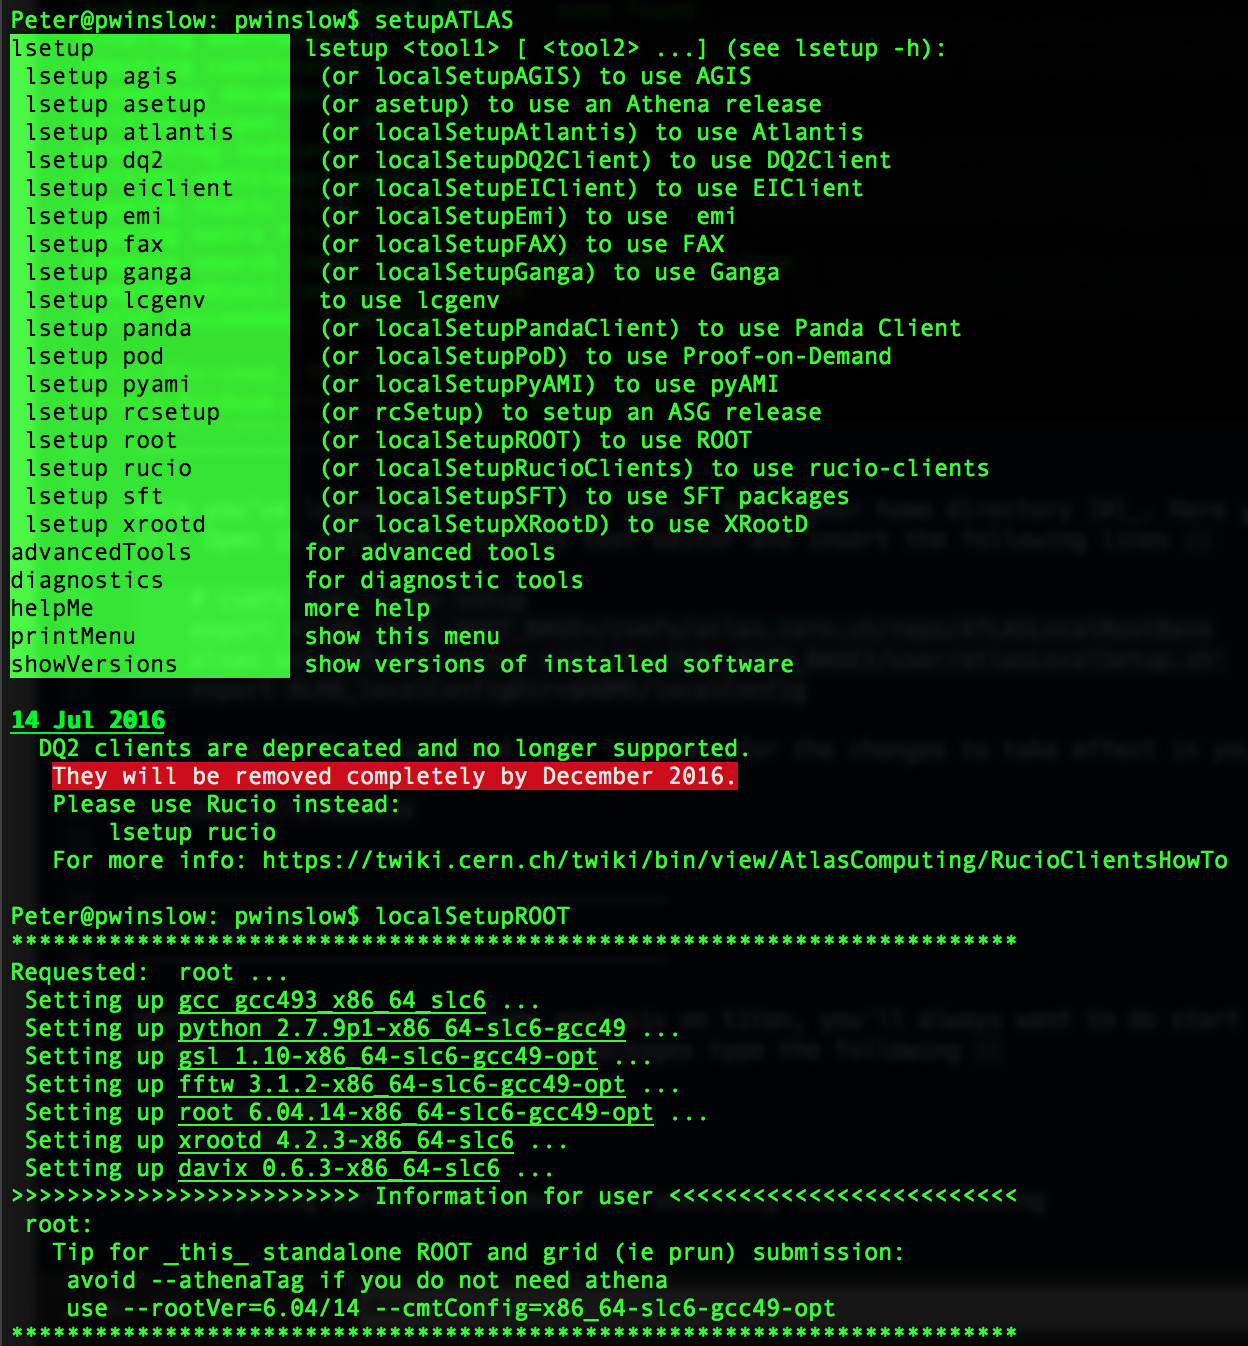 Peter@pwinslow: pwinslow$ setupATLAS
lsetup lsetup <tool1> [ <tool2> ...] (see lsetup -h):
lsetup agis (or localSetupAGIS) to use AGIS
lsetup asetup (or asetup) to use an Athena release
lsetup atlantis (or localSetupAtlantis) to use Atlantis
lsetup dq2 (or localSetupDQ2Client) to use DQ2Client
lsetup eiclient (or localSetupEIClient) to use EIClient
lsetup emi (or localSetupEmi) to use emi
lsetup fax (or localSetupFAX) to use FAX
lsetup ganga (or localSetupGanga) to use Ganga
lsetup lcgenv to use lcgenv
lsetup panda (or localSetupPandaClient) to use Panda Client
lsetup pod (or localSetupPoD) to use Proof-on-Demand
lsetup pyami (or localSetupPyAMI) to use pyAMI
lsetup rcsetup (or rcSetup) to setup an ASG release
lsetup root (or localSetupROOT) to use ROOT
lsetup rucio (or localSetupRucioClients) to use rucio-clients
lsetup sft (or localSetupSFT) to use SFT packages
lsetup xrootd (or localSetupXRootD) to use XRootD
advancedTools for advanced tools
diagnostics for diagnostic tools
helpMe more help
printMenu show this menu
showVersions show versions of installed software
14 Jul 2016
DQ2 clients are deprecated and no longer supported.
They will be removed completely by December 2016.
Please use Rucio instead:
lsetup rucio
For more info: https://twiki.cern.ch/twiki/bin/view/AtlasComputing/RucioClientsHowTo
Peter@pwinslow: pwinslow$ localSetupROOT
*************************************************************************
Requested: root ...
Setting up gcc gcc493_x86_64_slc6 ...
Setting up python 2.7.9p1-x86_64-slc6-gcc49 ...
Setting up gsl 1.10-x86_64-slc6-gcc49-opt ...
Setting up fftw 3.1.2-x86_64-slc6-gcc49-opt ...
Setting up root 6.04.14-x86_64-slc6-gcc49-opt ...
Setting up xrootd 4.2.3-x86_64-slc6 ...
Setting up davix 0.6.3-x86_64-slc6 ...
>>>>>>>>>>>>>>>>>>>>>>>>> Information for user <<<<<<<<<<<<<<<<<<<<<<<<<
root:
Tip for _this_ standalone ROOT and grid (ie prun) submission:
avoid --athenaTag if you do not need athena
use --rootVer=6.04/14 --cmtConfig=x86_64-slc6-gcc49-opt
*************************************************************************